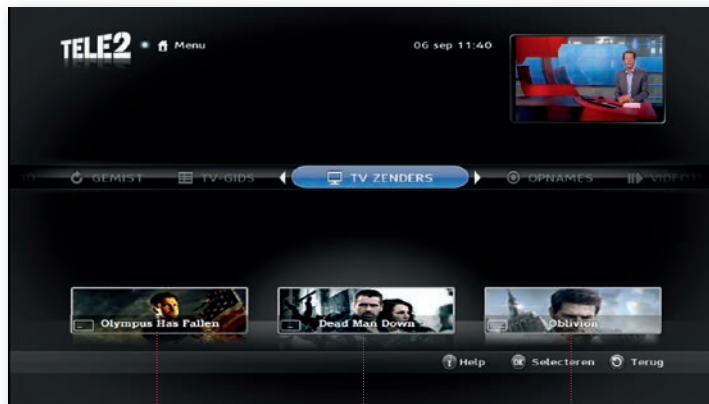 TELE2 Menu 06 sep 11:40
GEMIST TV-GIDS TV ZENDERS OPNAMES
Olympus Has Fallen Dead Man Down Oblivion
Help OK Selecteren Terug